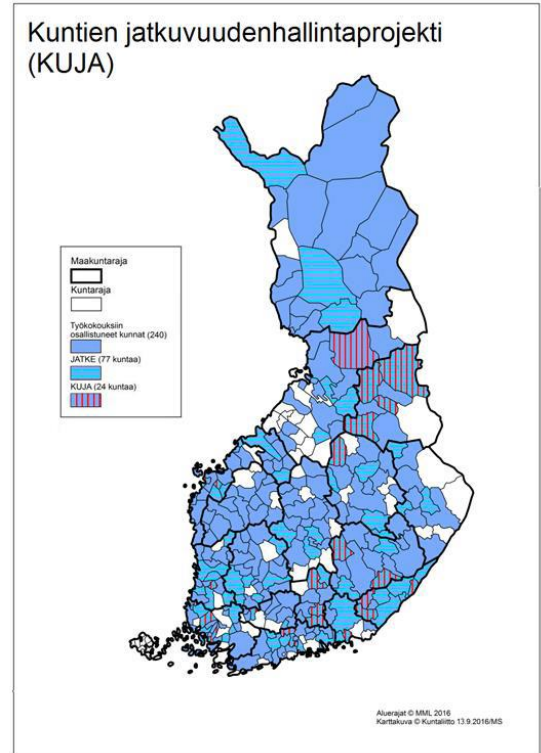 Kuntien jatkuvuudenhallintaprojekti
(KUJA)
Maakuntaraja
Kuntaraja
Työkokouksiin
osallistuneet kunnat (240)
JATKE (77 kuntaa)
KUJA (24 kuntaa)
Aluerajat © MML 2016
Karttakuva © Kuntaliitto 13.9.2016/MS